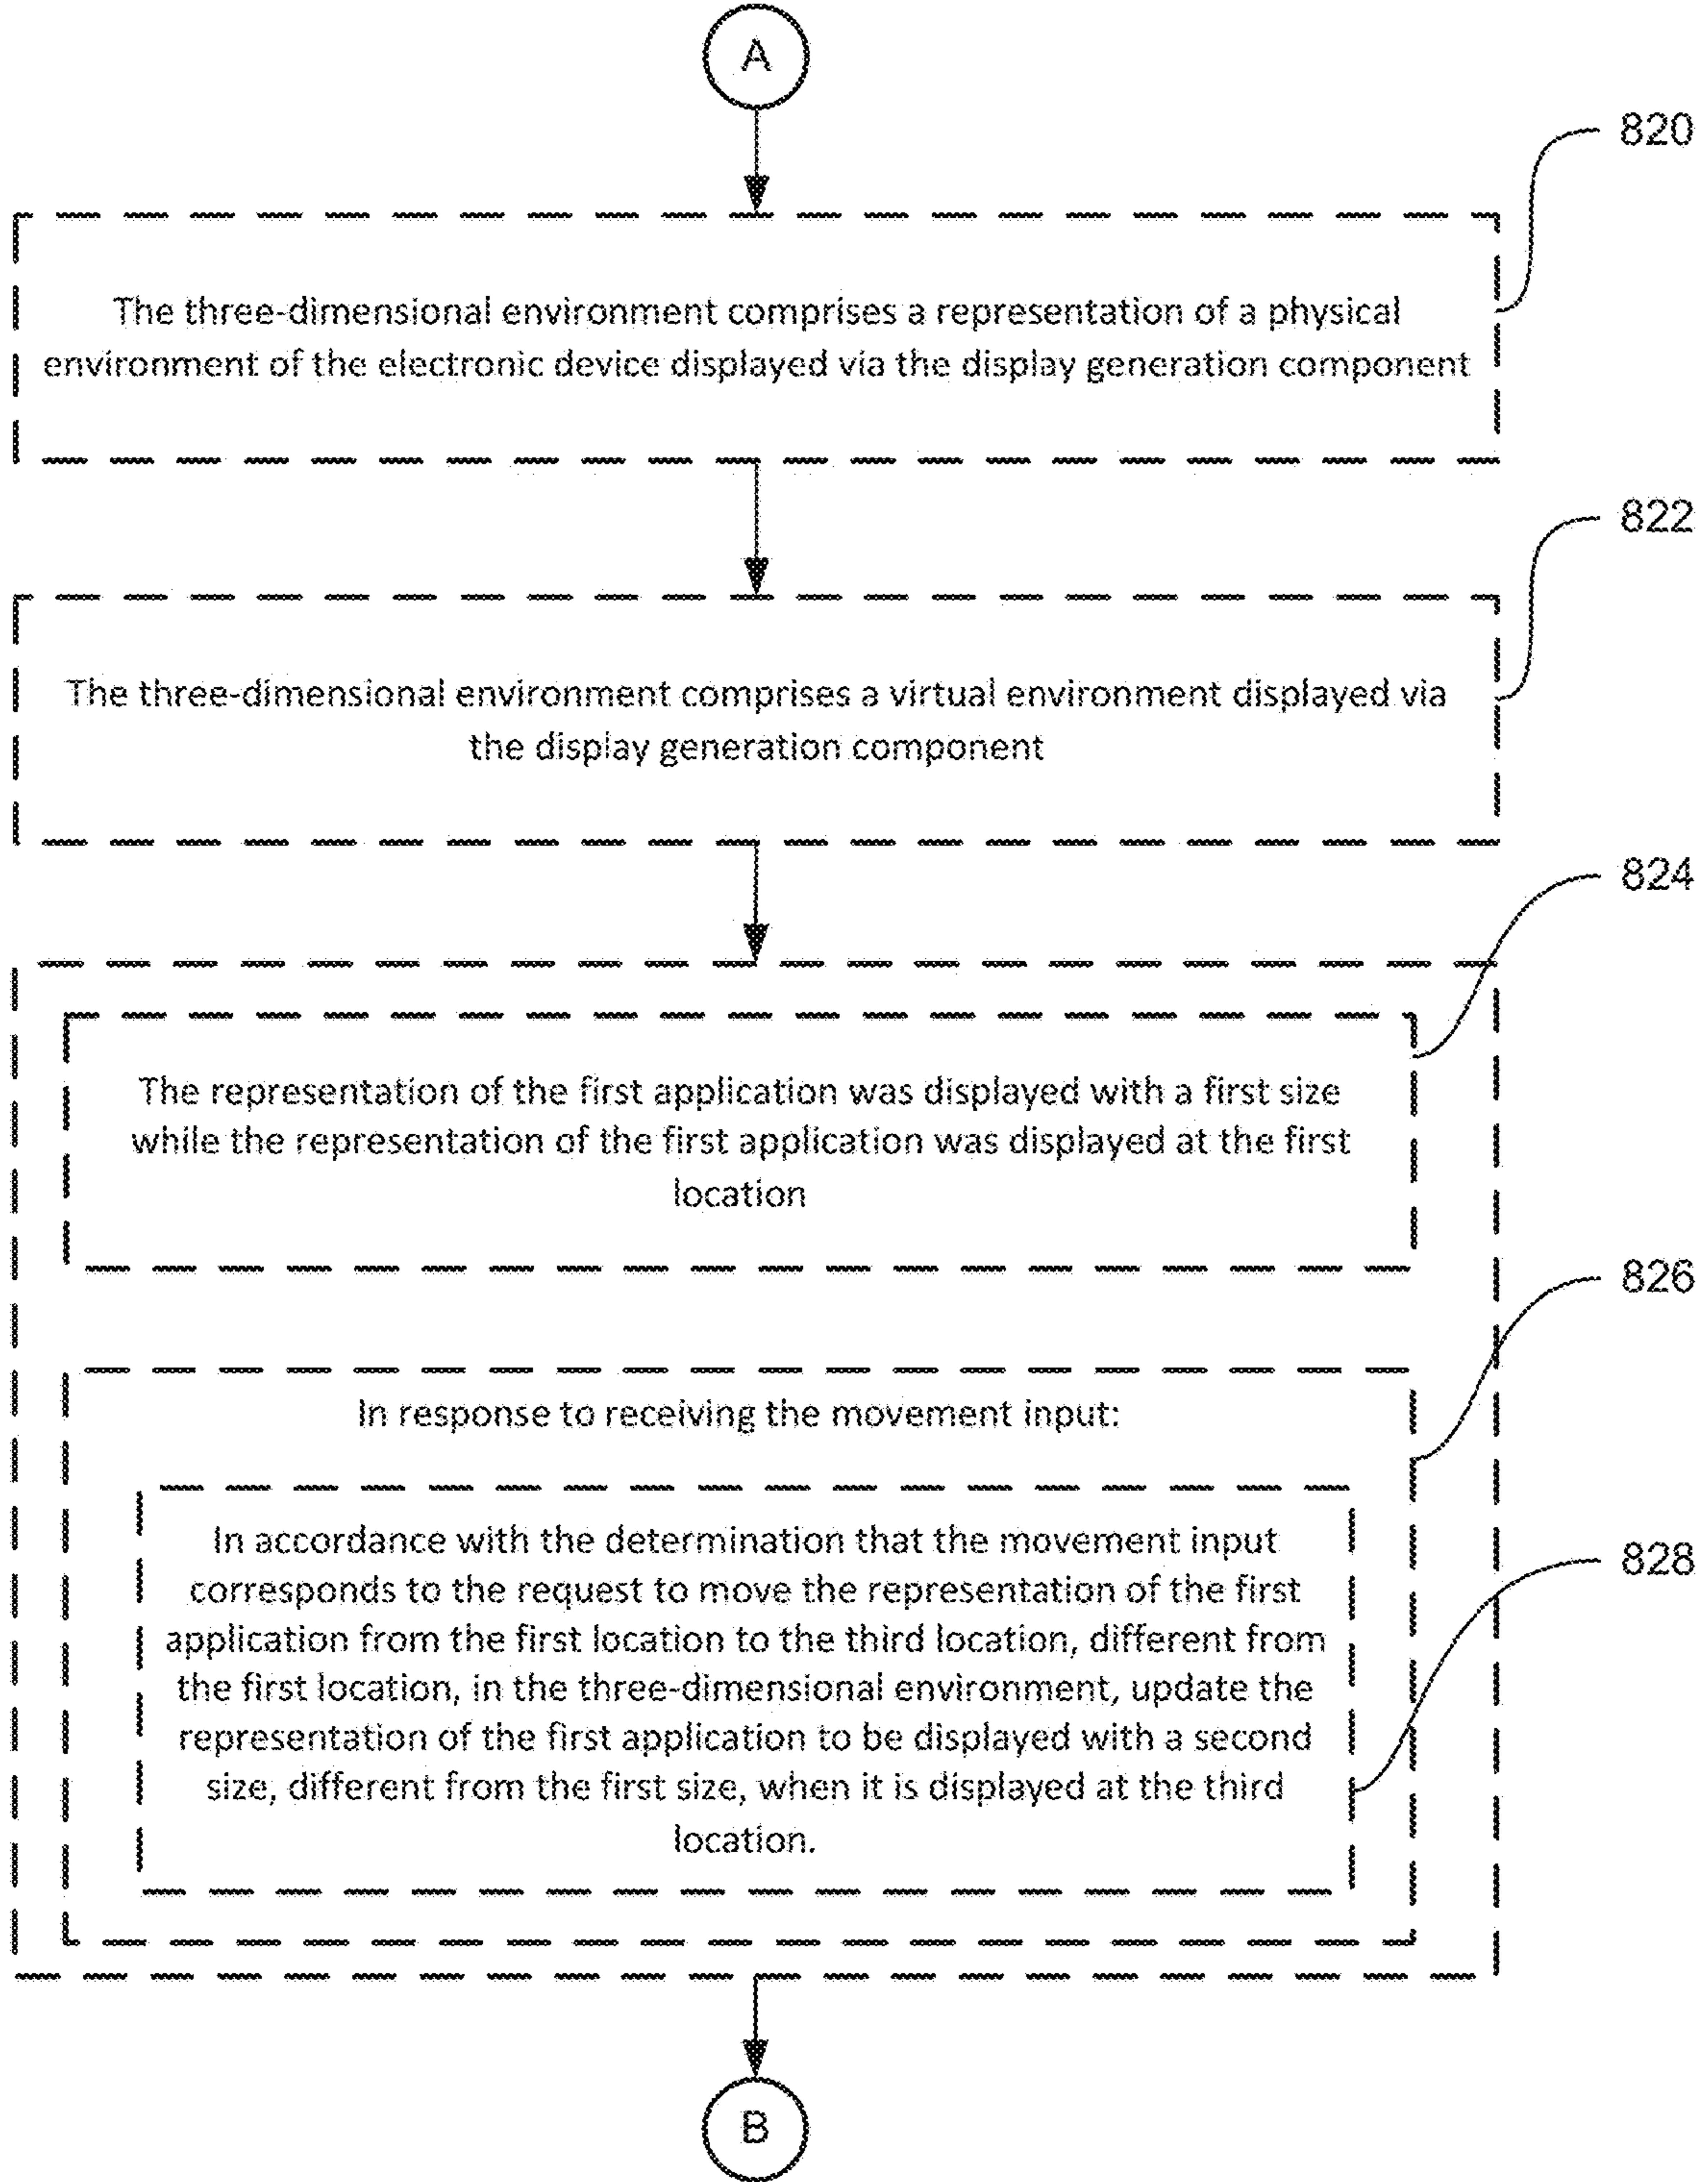 A
820
The three-dimensional environment comprises a representation of a physical
environment of the electronic device displayed via the display generation component
822
The three-dimensional environment comprises a virtual environment displayed via
the display generation component
824
The representation of the first application was displayed with a first size
while the representation of the first application was displayed at the first
location
826
In response to receiving the movement input:
828
In accordance with the determination that the movement input
corresponds to the request to move the representation of the first
application from the first location to the third location, different from
the first location, in the three-dimensional environment, update the
representation of the first application to be displayed with a second
size, different from the first size, when it is displayed at the third
location.
B